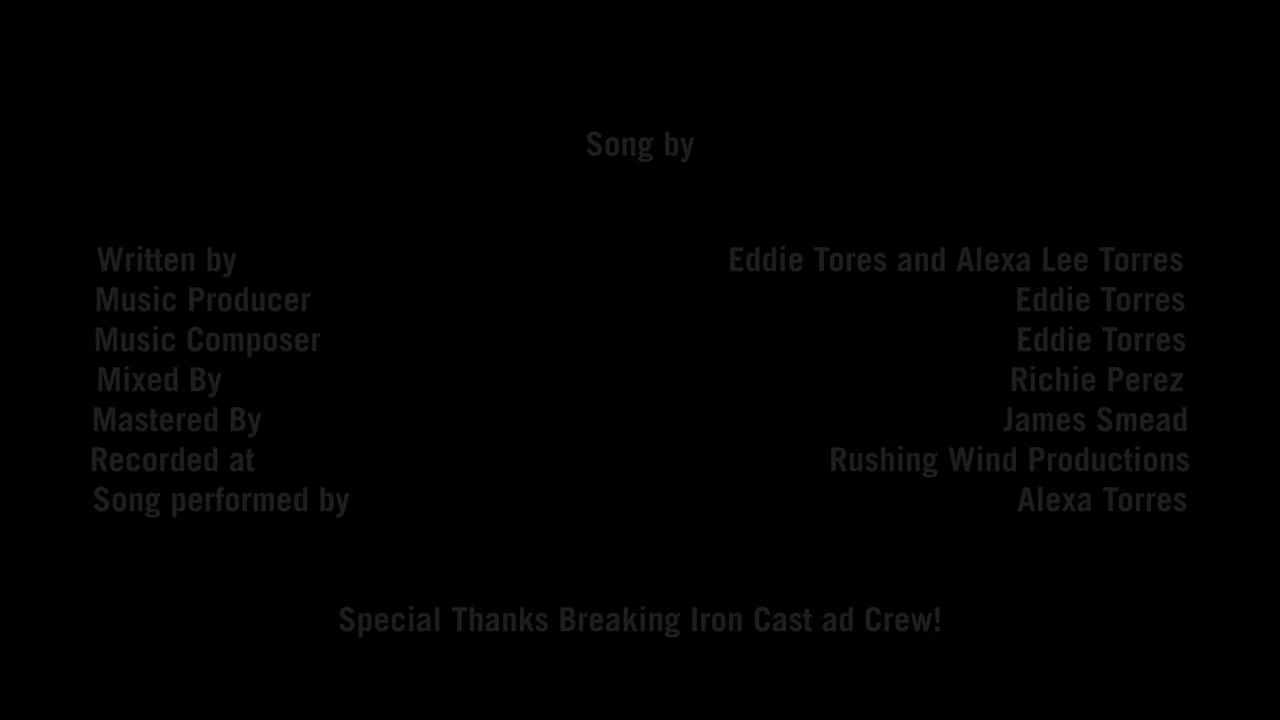 Song by
Written by Eddie Tores and Alexa Lee Torres
Music Producer Eddie Torres
Music Composer Eddie Torres
Mixed By Richie Perez
Mastered By James Smead
Recorded at Rushing Wind Productions
Song performed by Alexa Torres
Special Thanks Breaking Iron Cast ad Crew!